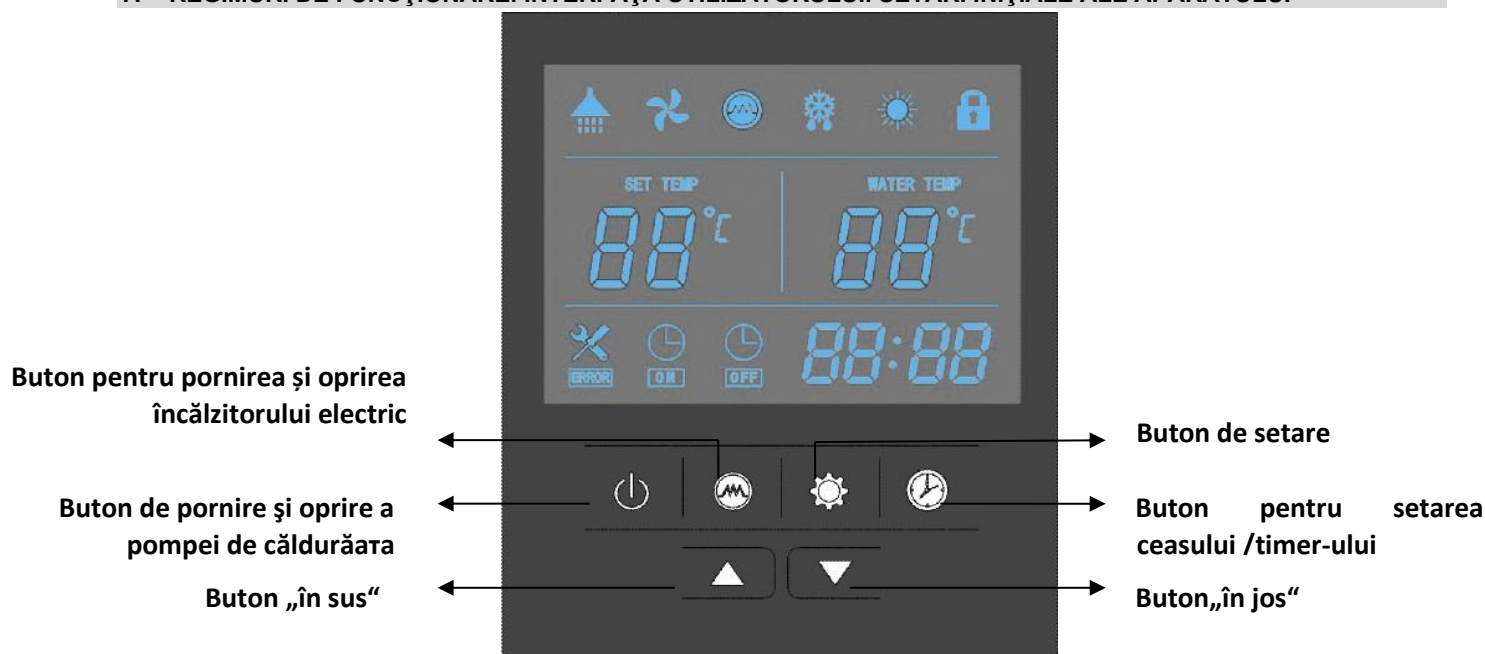 SET TEMP
WATER TEMP
88°C
88°C
ERROR
ON
OFF
88:88
Buton pentru pornirea și oprirea
încălzitorului electric
Buton de setare
Buton de pornire şi oprire a
pompei de căldurăата
Buton pentru setarea
ceasului /timer-ului
Buton „în sus“
Buton„în jos“